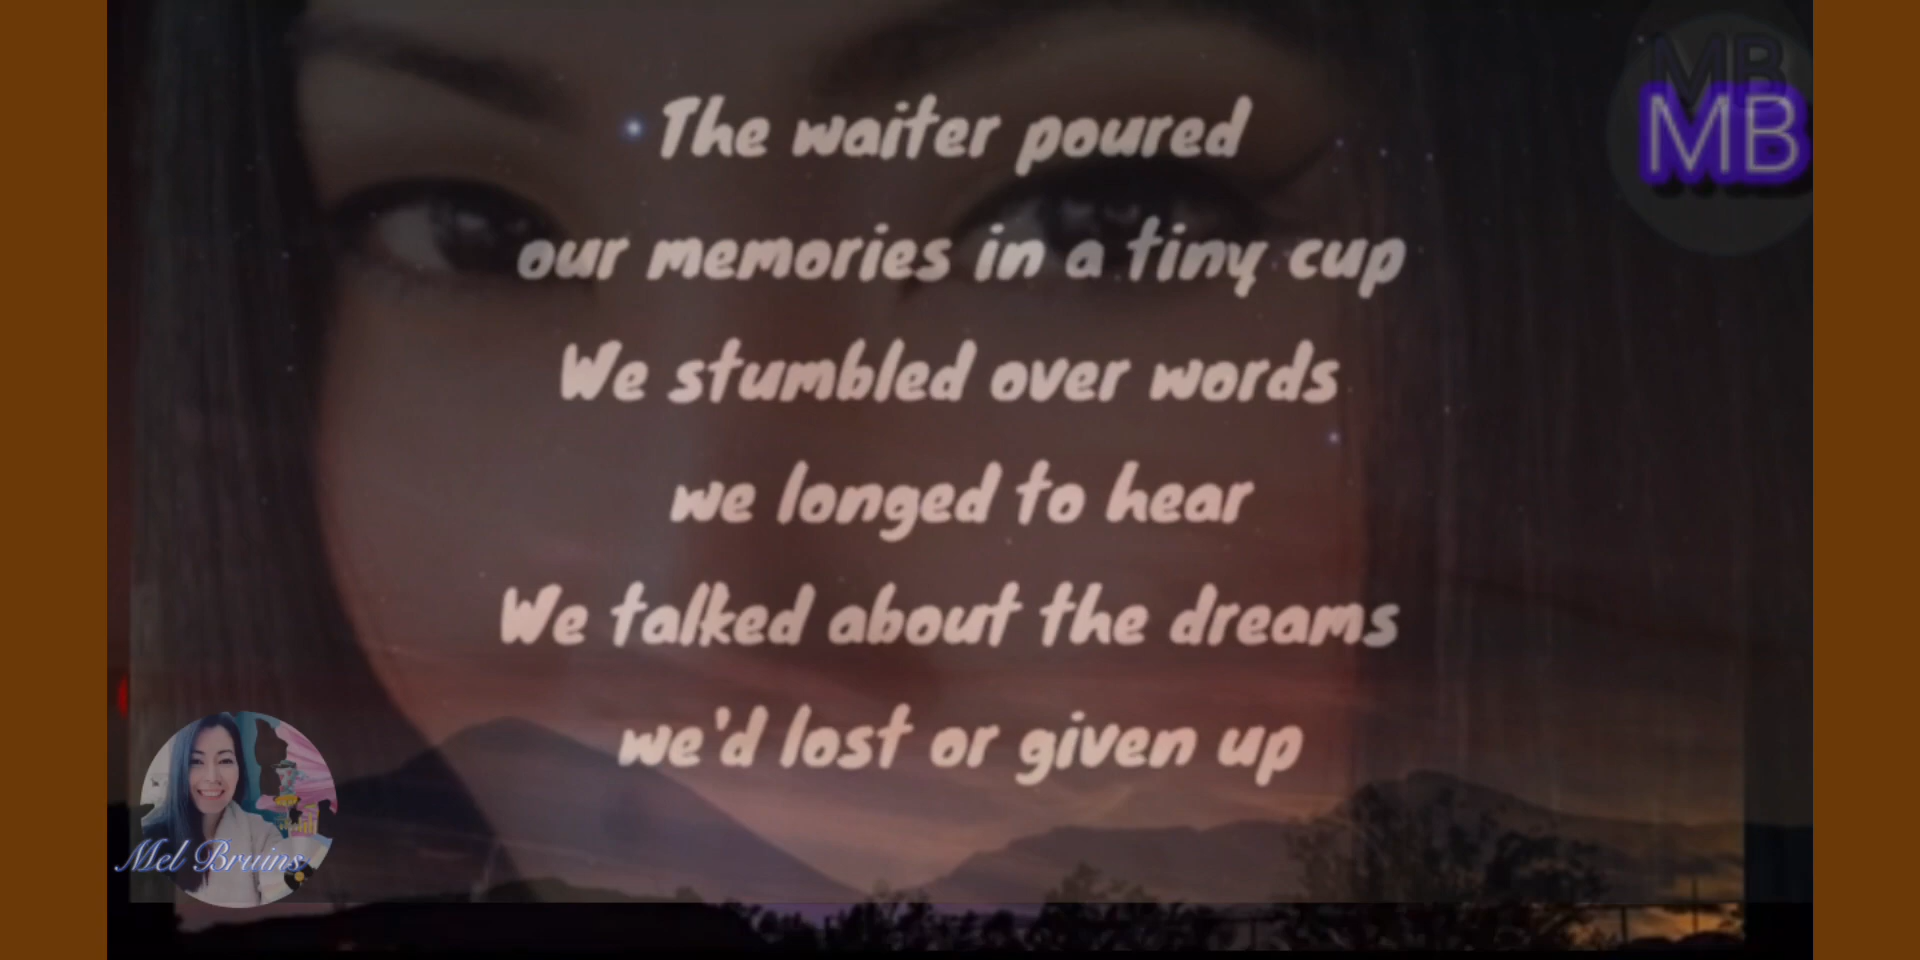 MB
MB
The waiter poured
our memories in a tiny cup
We stumbled over words
we longed to hear
We talked about the dreams
we'd lost or given up
Mel Bruins